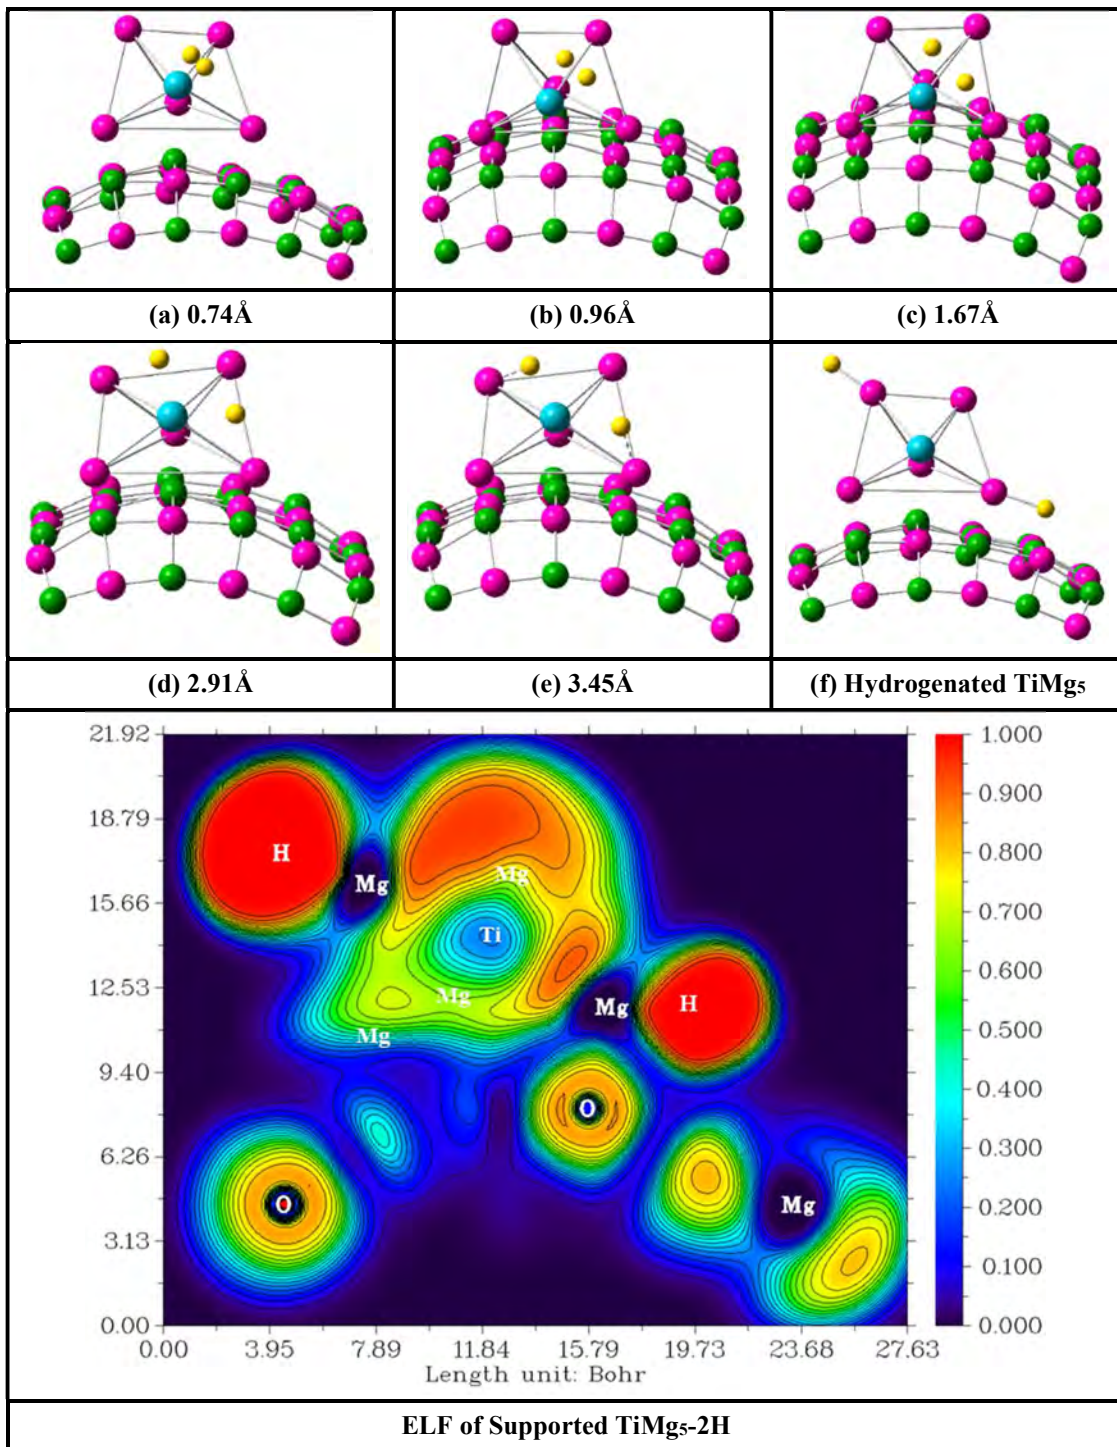 (a) 0.74Å
(b) 0.96Å
(c) 1.67Å
(d) 2.91Å
(e) 3.45Å
(f) Hydrogenated TiMg₅
21.92
1.000
18.79
0.900
H
Mg
Mg
0.800
15.66
0.700
Ti
12.53
0.600
Mg
Mg
H
0.500
Mg
9.40
0.400
O
6.26
0.300
O
Mg
0.200
3.13
0.100
0.00
0.000
0.00 3.95 7.89 11.84 15.79 19.73 23.68 27.63
Length unit: Bohr
ELF of Supported TiMg₅-2H